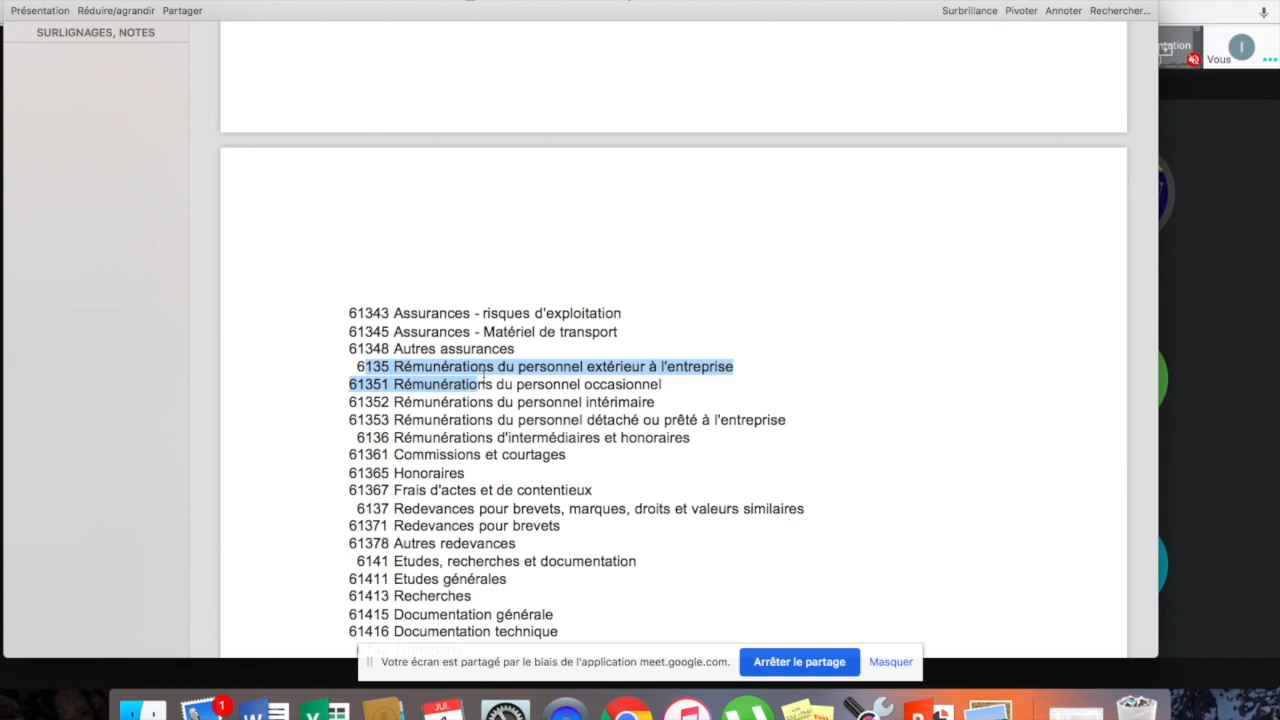 Présentation Réduire/agrandir Partager
Surbrillance Pivoter Annoter Rechercher...
SURLIGNAGES, NOTES
ntation
I
Vous
61343 Assurances - risques d'exploitation
61345 Assurances - Matériel de transport
61348 Autres assurances
6135 Rémunérations du personnel extérieur à l'entreprise
61351 Rémunérations du personnel occasionnel
61352 Rémunérations du personnel intérimaire
61353 Rémunérations du personnel détaché ou prêté à l'entreprise
6136 Rémunérations d'intermédiaires et honoraires
61361 Commissions et courtages
61365 Honoraires
61367 Frais d'actes et de contentieux
6137 Redevances pour brevets, marques, droits et valeurs similaires
61371 Redevances pour brevets
61378 Autres redevances
6141 Etudes, recherches et documentation
61411 Etudes générales
61413 Recherches
61415 Documentation générale
61416 Documentation technique
6142 Transports
Votre écran est partagé par le biais de l'application meet.google.com.
Arrêter le partage
Masquer
1
JUIL.